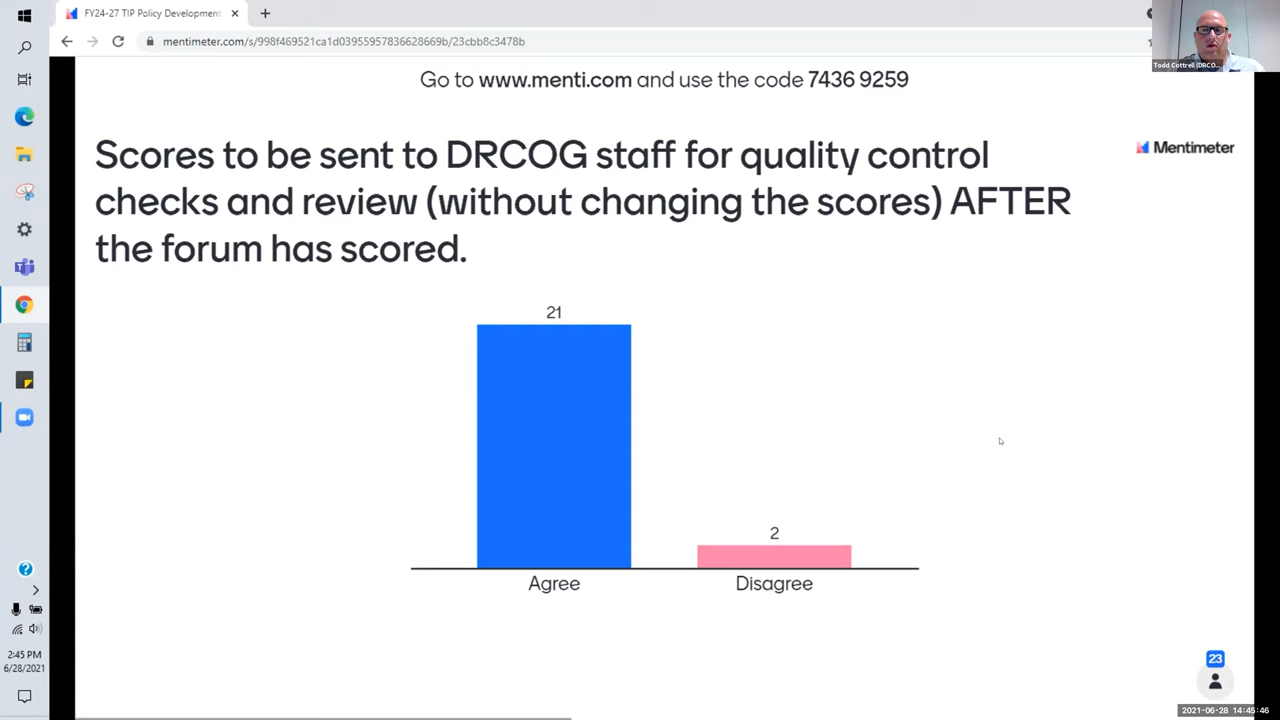 FY24-27 TIP Policy Development
mentimeter.com/s/998f469521ca1d03955957836628669b/23cbb8c3478b
Todd Cottrell (DRCO...
Go to www.menti.com and use the code 7436 9259
Mentimeter
Scores to be sent to DRCOG staff for quality control
checks and review (without changing the scores) AFTER
the forum has scored.
21
2
Agree
Disagree
23
2:45 PM
6/28/2021
2021-06-28 14:45:46